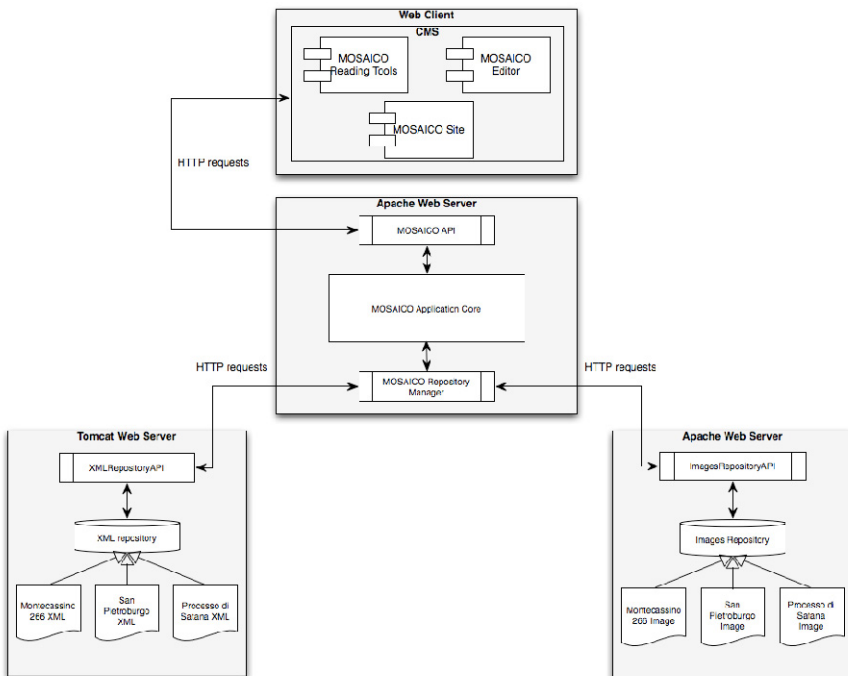 Web Client
CMS
MOSAICO
Reading Tools
MOSAICO
Editor
MOSAICO Site
HTTP requests
Apache Web Server
MOSAICO API
MOSAICO Application Core
HTTP requests
HTTP requests
MOSAICO Repository
Manager
Tomcat Web Server
XMLRepositoryAPI
XML repository
Montecassino
266 XML
San
Pietroburgo
XML
Processo di
Satana XML
Apache Web Server
ImagesRepositoryAPI
Images Repository
Montecassino
266 Image
San
Pietroburgo
Image
Processo di
Satana
Image